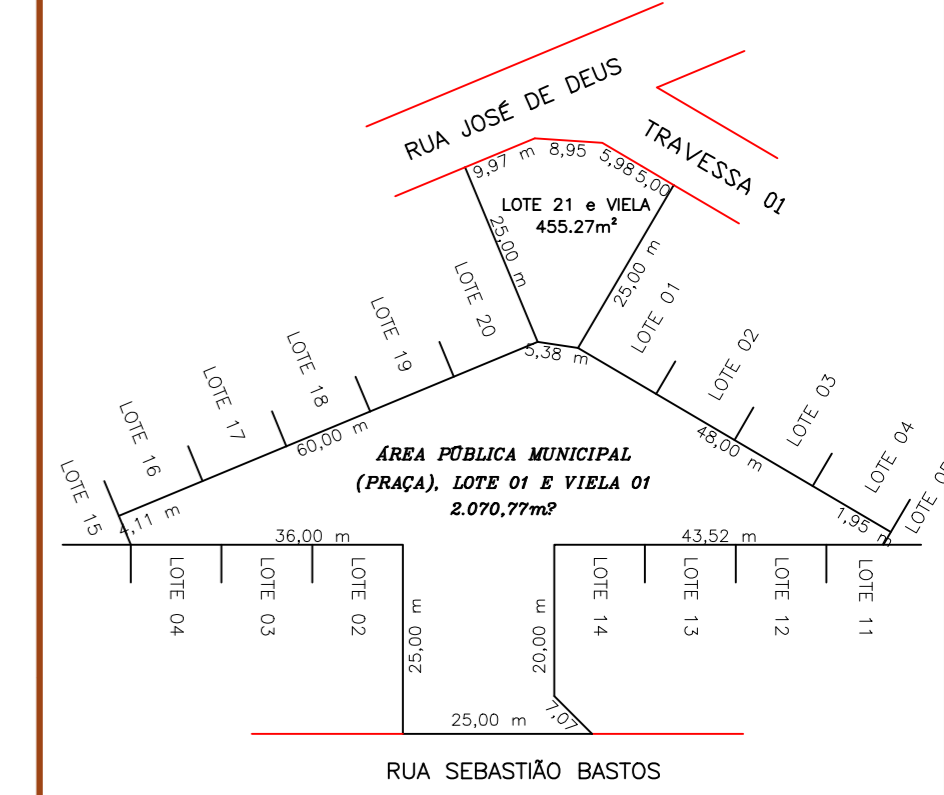 RUA JOSÉ DE DEUS
TRAVESSA 01
9,97 m
8,95
5,98
5,00
LOTE 21 e VIELA
455.27m²
25,00 m
25,00 m
5,38 m
LOTE 20
LOTE 19
LOTE 18
LOTE 17
LOTE 16
LOTE 15
LOTE 01
LOTE 02
LOTE 03
LOTE 04
60,00 m
48,00 m
4,11 m
1,95 m
ÁREA PÚBLICA MUNICIPAL
(PRAÇA), LOTE 01 E VIELA 01
2.070,77m?
36,00 m
43,52 m
LOTE 04
LOTE 03
LOTE 02
LOTE 14
LOTE 13
LOTE 12
LOTE 11
25,00 m
20,00 m
7,07
25,00 m
RUA SEBASTIÃO BASTOS